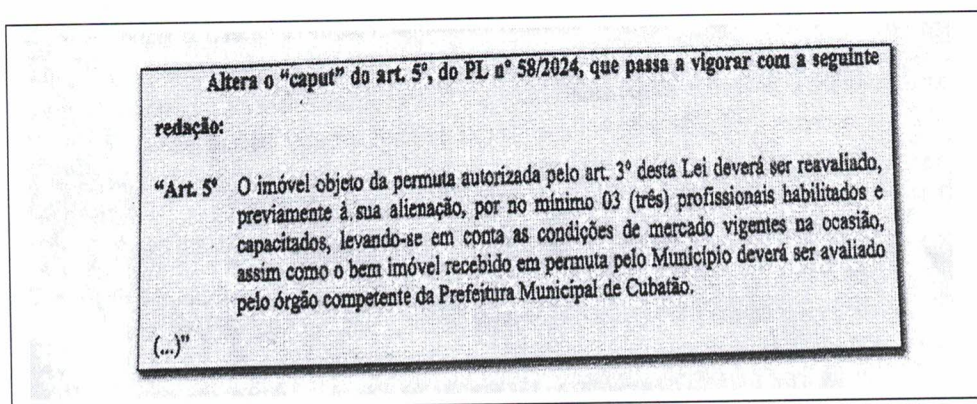 Altera o “caput” do art. 5º, do PL nº 58/2024, que passa a vigorar com a seguinte
redação:
“Art. 5º O imóvel objeto da permuta autorizada pelo art. 3º desta Lei deverá ser reavaliado,
previamente à sua alienação, por no mínimo 03 (três) profissionais habilitados e
capacitados, levando-se em conta as condições de mercado vigentes na ocasião,
assim como o bem imóvel recebido em permuta pelo Município deverá ser avaliado
pelo órgão competente da Prefeitura Municipal de Cubatão.
(...)”